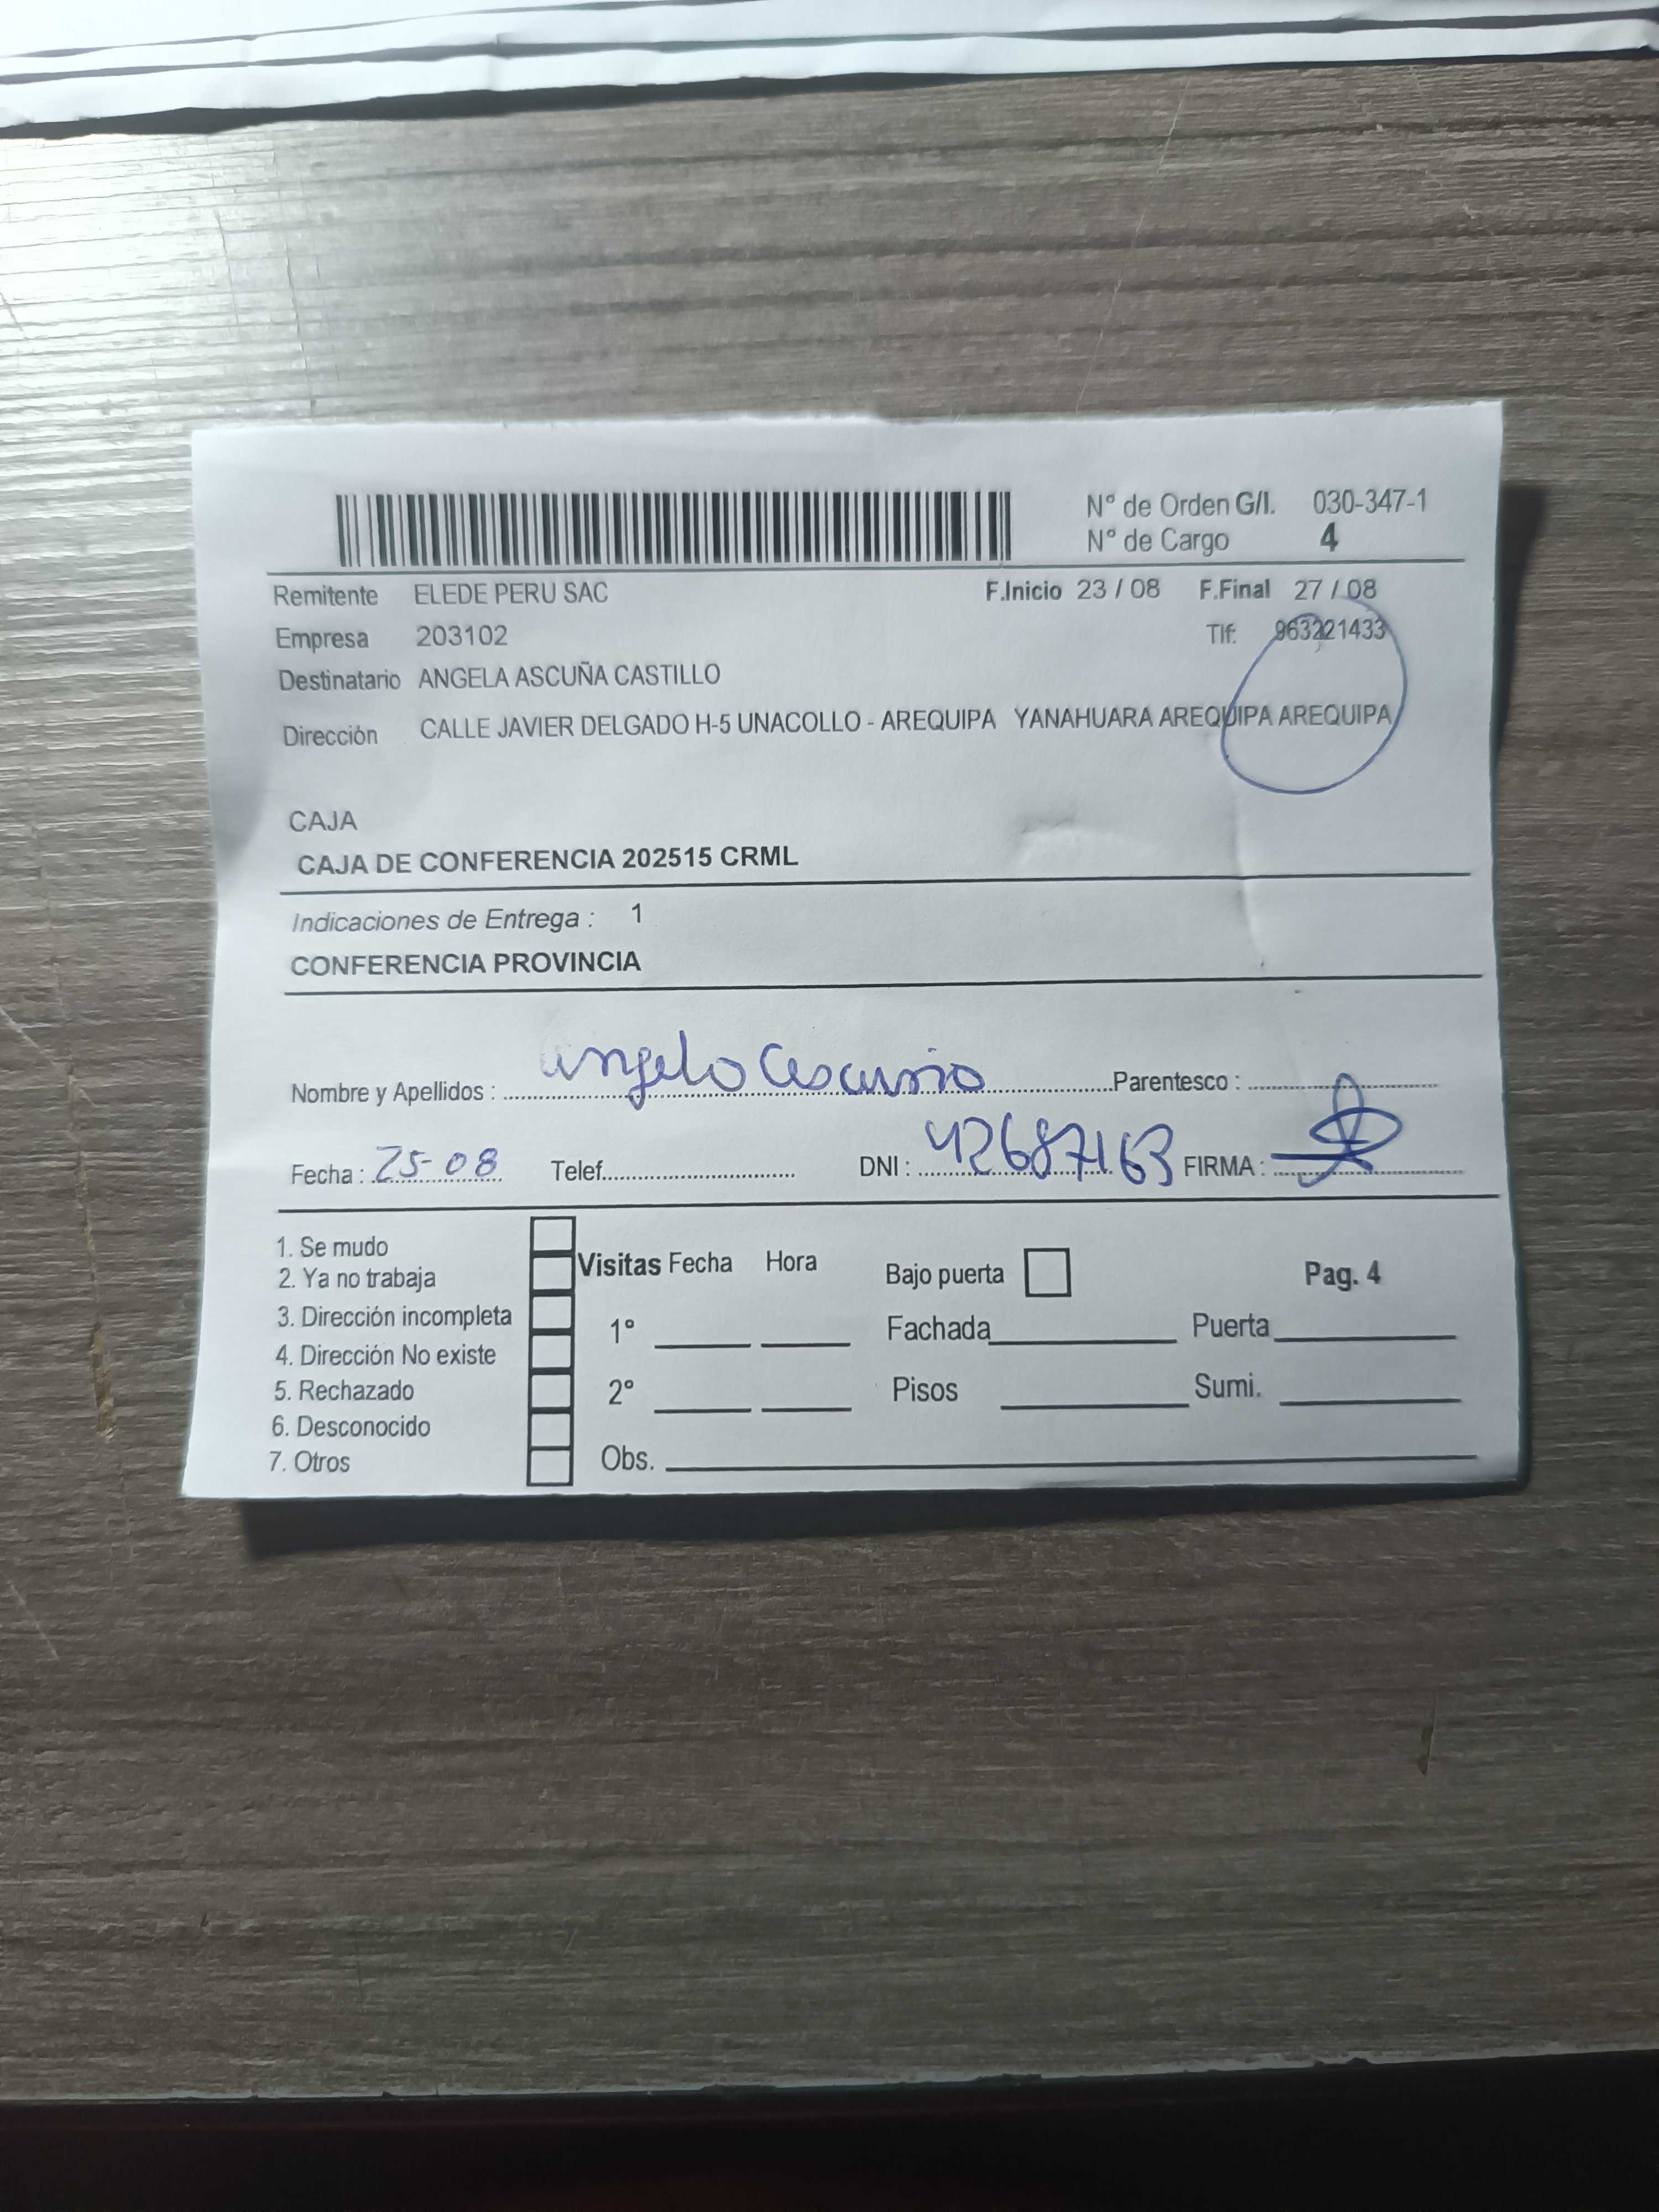 N° de Orden G/I. 030-347-1
N° de Cargo 4
Remitente ELEDE PERU SAC F.Inicio 23 / 08 F.Final 27 / 08
Empresa 203102 Tlf: 963221433
Destinatario ANGELA ASCUÑA CASTILLO
Dirección CALLE JAVIER DELGADO H-5 UNACOLLO - AREQUIPA YANAHUARA AREQUIPA AREQUIPA
CAJA
CAJA DE CONFERENCIA 202515 CRML
Indicaciones de Entrega : 1
CONFERENCIA PROVINCIA
Nombre y Apellidos : Angela Ascuña Parentesco :
Fecha : 25-08 Telef. DNI : 42687163 FIRMA :
1. Se mudo
2. Ya no trabaja
3. Dirección incompleta
4. Dirección No existe
5. Rechazado
6. Desconocido
7. Otros
Visitas Fecha Hora
1°
2°
Obs.
Bajo puerta Pag. 4
Fachada Puerta
Pisos Sumi.